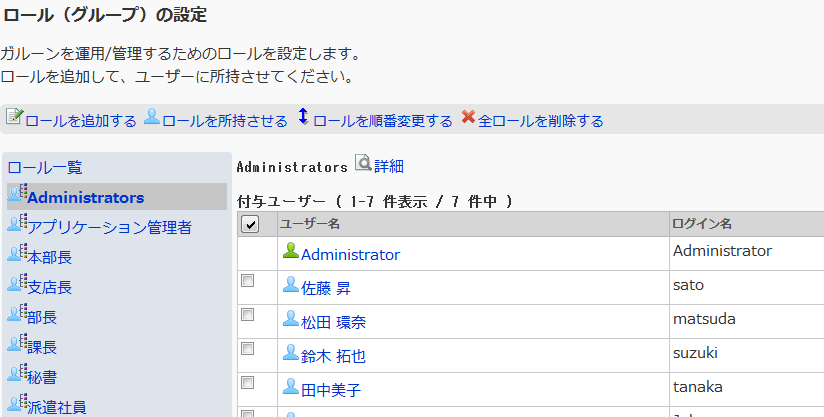 ロール（グループ）の設定
ガルーンを運用/管理するためのロールを設定します。
ロールを追加して、ユーザーに所持させてください。
ロールを追加する ロールを所持させる ロールを順番変更する 全ロールを削除する
ロール一覧
Administrators
アプリケーション管理者
本部長
支店長
部長
課長
秘書
派遣社員
Administrators 詳細
付与ユーザー ( 1-7 件表示 / 7 件中 )
ユーザー名 ログイン名
Administrator Administrator
佐藤 昇 sato
松田 環奈 matsuda
鈴木 拓也 suzuki
田中美子 tanaka